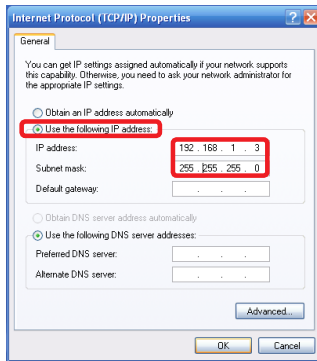 Internet Protocol (TCP/IP) Properties
General
You can get IP settings assigned automatically if your network supports
this capability. Otherwise, you need to ask your network administrator for
the appropriate IP settings.
Obtain an IP address automatically
Use the following IP address:
IP address: 192 . 168 . 1 . 3
Subnet mask: 255 . 255 . 255 . 0
Default gateway: . . .
Obtain DNS server address automatically
Use the following DNS server addresses:
Preferred DNS server: . . .
Alternate DNS server: . . .
Advanced...
OK Cancel